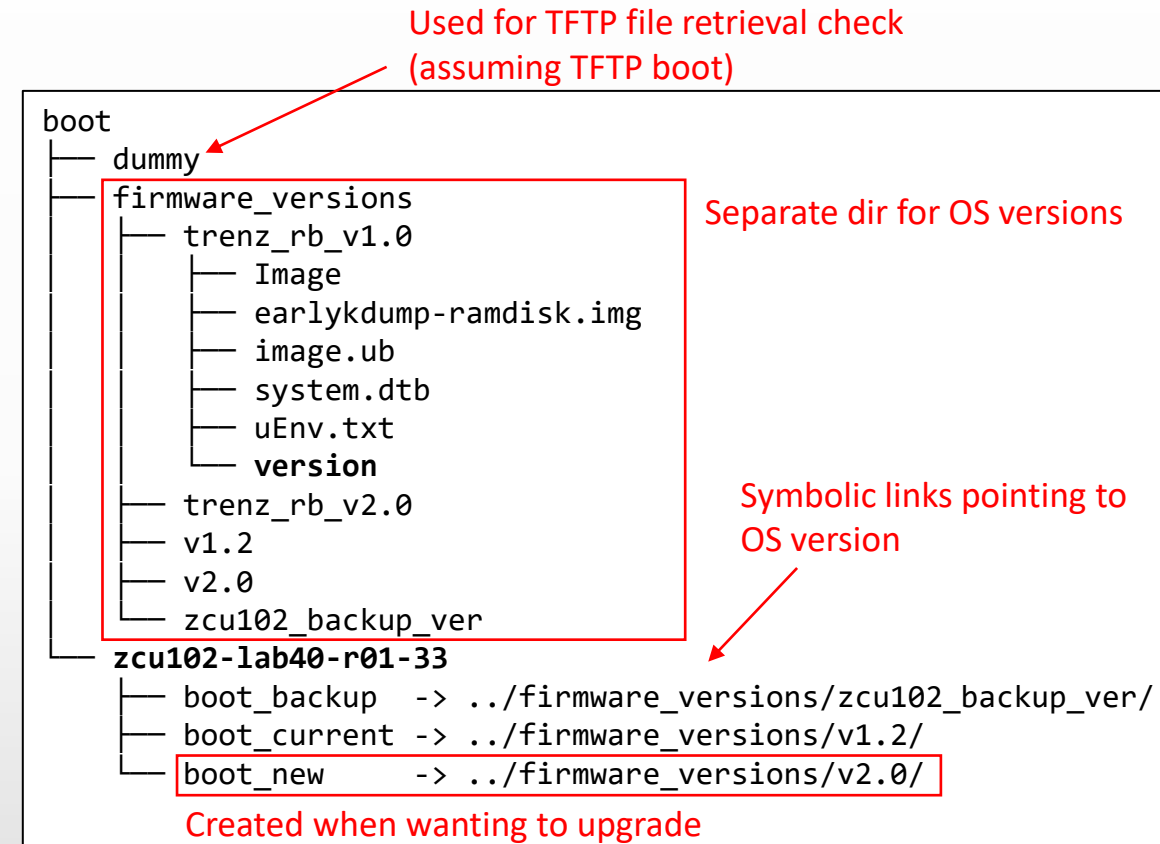 Used for TFTP file retrieval check
(assuming TFTP boot)
boot
├── dummy
├── firmware_versions
│   ├── trenz_rb_v1.0
│   │   ├── Image
│   │   ├── earlykdump-ramdisk.img
│   │   ├── image.ub
│   │   ├── system.dtb
│   │   ├── uEnv.txt
│   │   └── version
│   ├── trenz_rb_v2.0
│   ├── v1.2
│   ├── v2.0
│   └── zcu102_backup_ver
└── zcu102-lab40-r01-33
    ├── boot_backup  -> ../firmware_versions/zcu102_backup_ver/
    ├── boot_current -> ../firmware_versions/v1.2/
    └── boot_new     -> ../firmware_versions/v2.0/
Separate dir for OS versions
Symbolic links pointing to
OS version
Created when wanting to upgrade